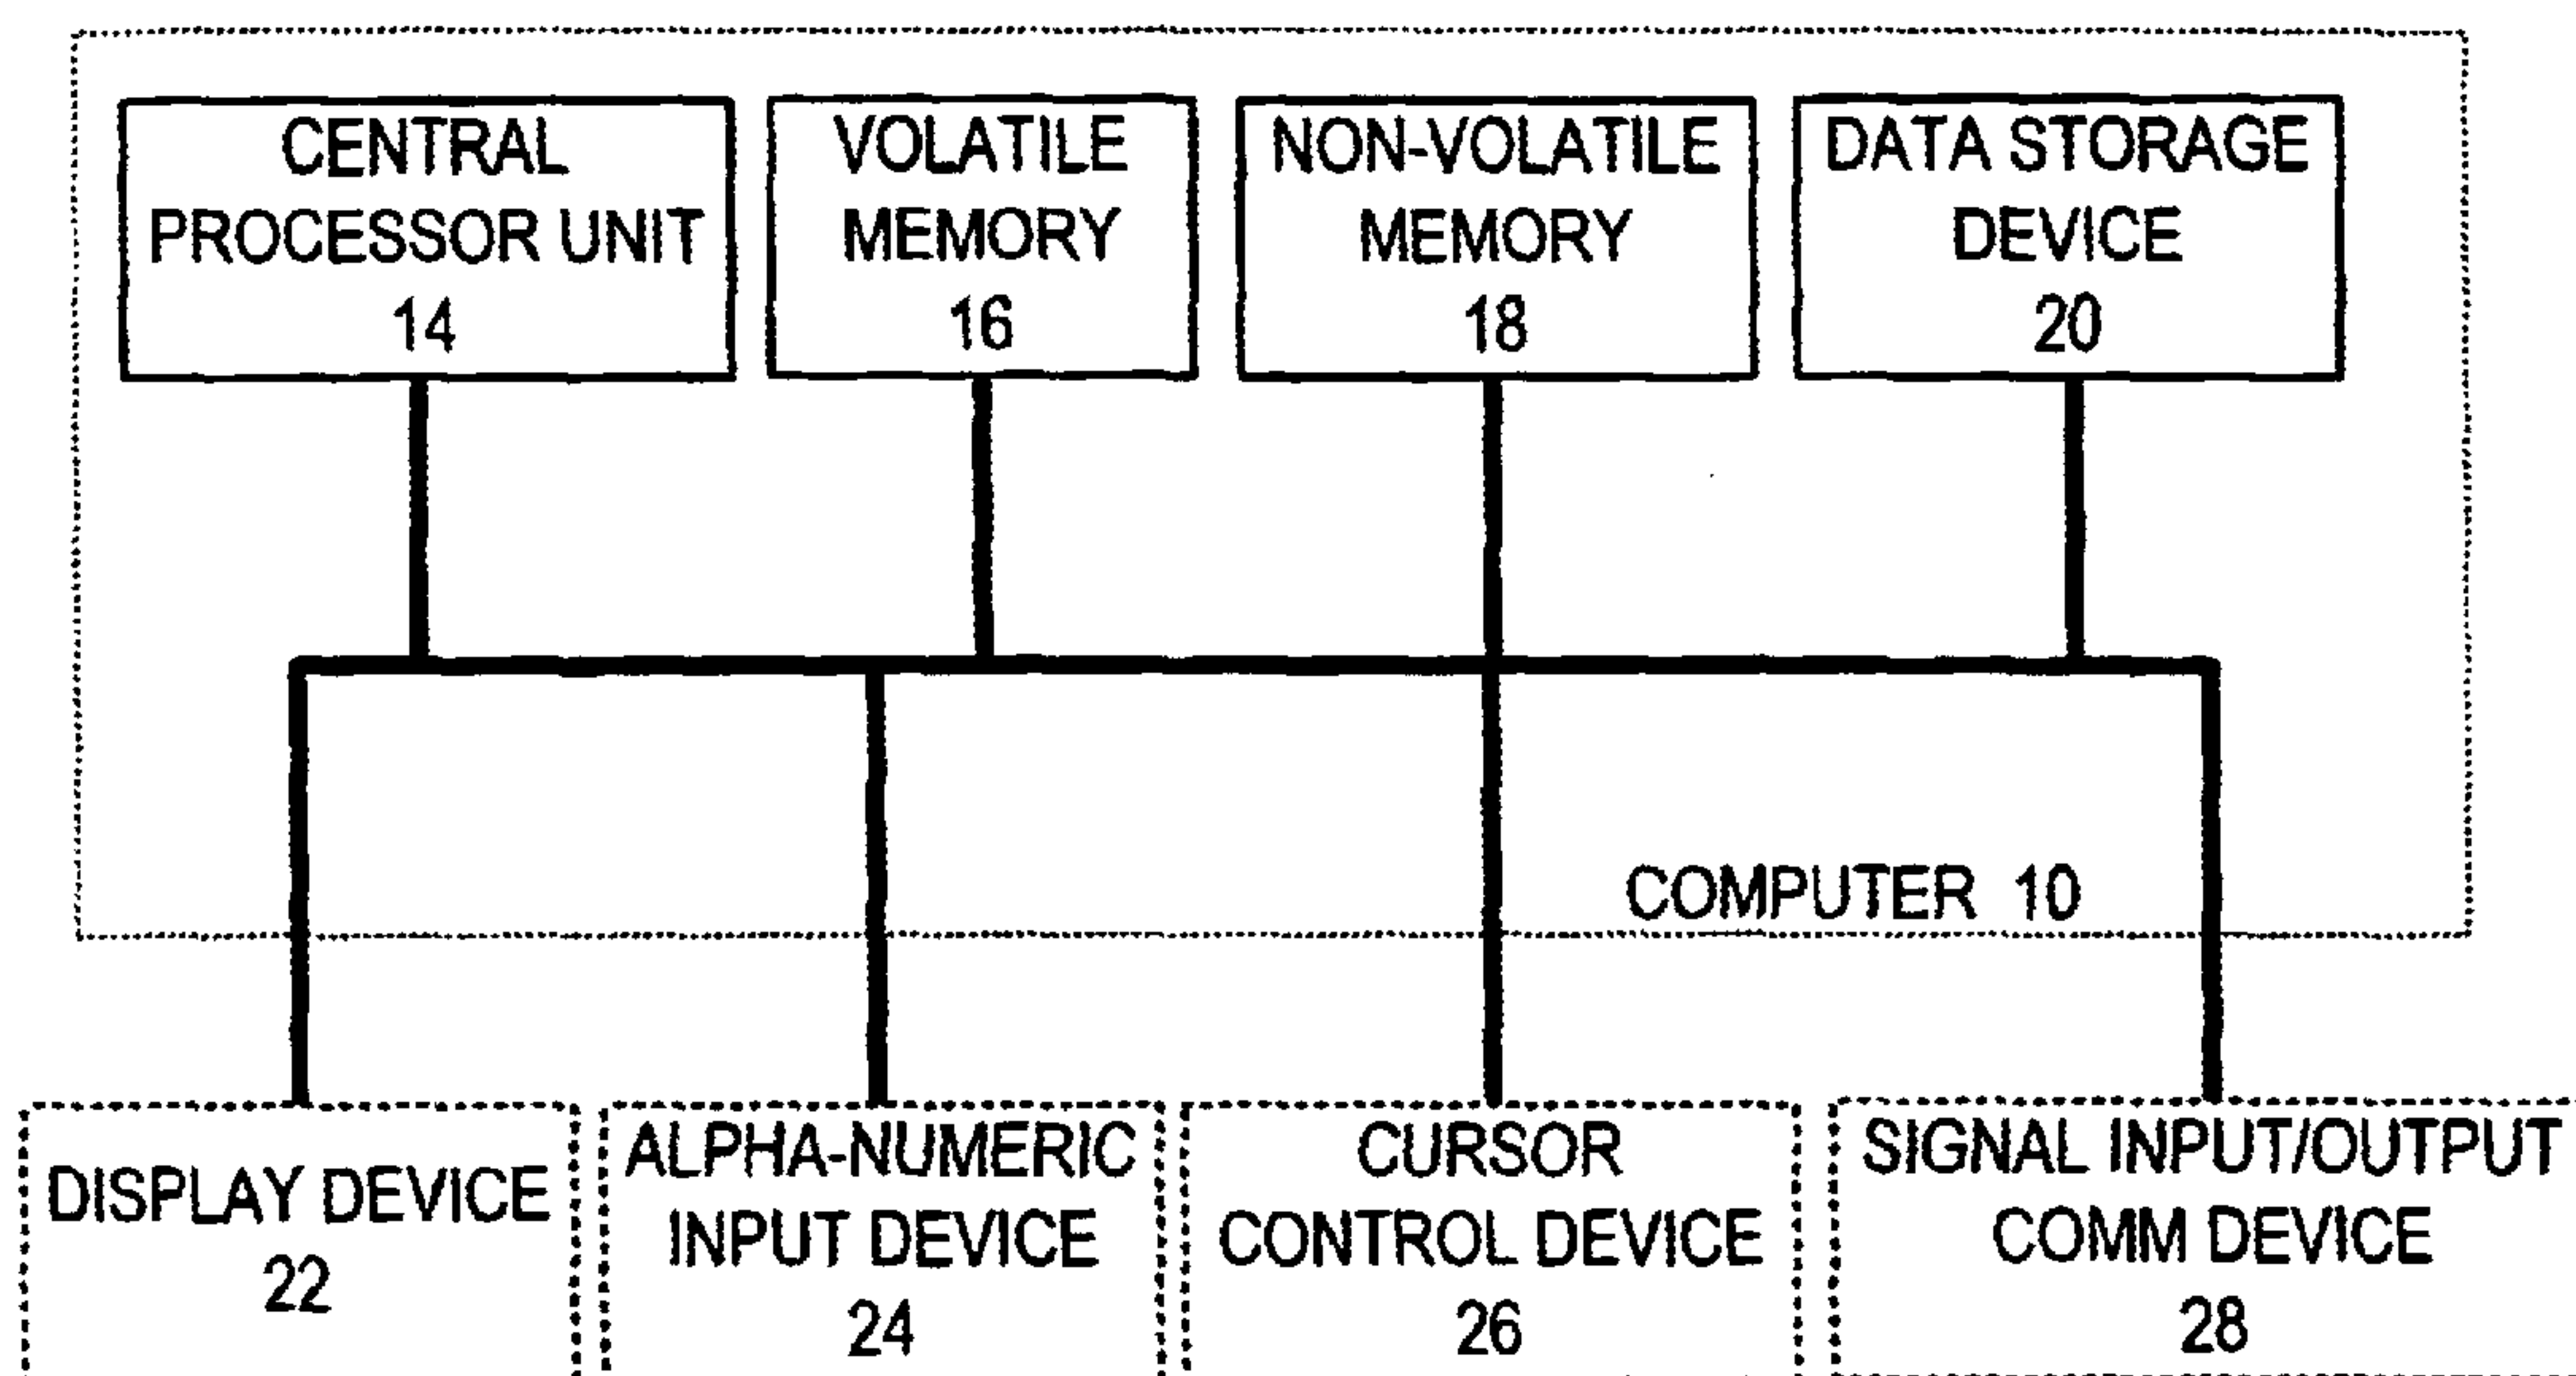 CENTRAL
PROCESSOR UNIT
14
VOLATILE
MEMORY
16
NON-VOLATILE
MEMORY
18
DATA STORAGE
DEVICE
20
COMPUTER 10
DISPLAY DEVICE
22
ALPHA-NUMERIC
INPUT DEVICE
24
CURSOR
CONTROL DEVICE
26
SIGNAL INPUT/OUTPUT
COMM DEVICE
28